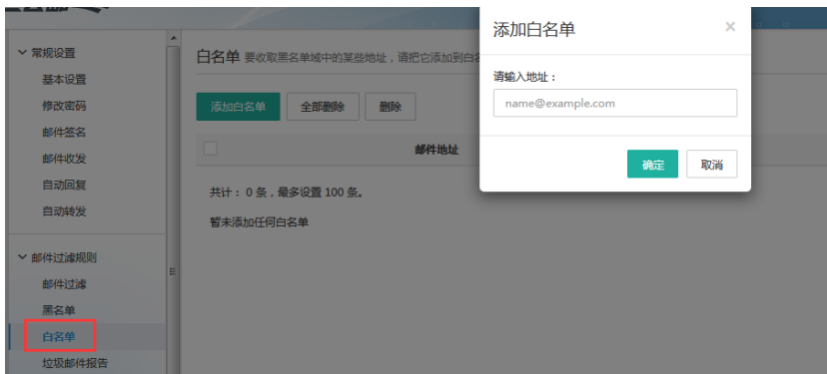 添加白名单
×
请输入地址：
name@example.com
确定
取消
常规设置
基本设置
修改密码
邮件签名
邮件收发
自动回复
自动转发
邮件过滤规则
邮件过滤
黑名单
白名单
垃圾邮件报告
白名单 要收取黑名单域中的某些地址，请把它添加到白
添加白名单
全部删除
删除
邮件地址
共计：0 条，最多设置 100 条。
暂未添加任何白名单